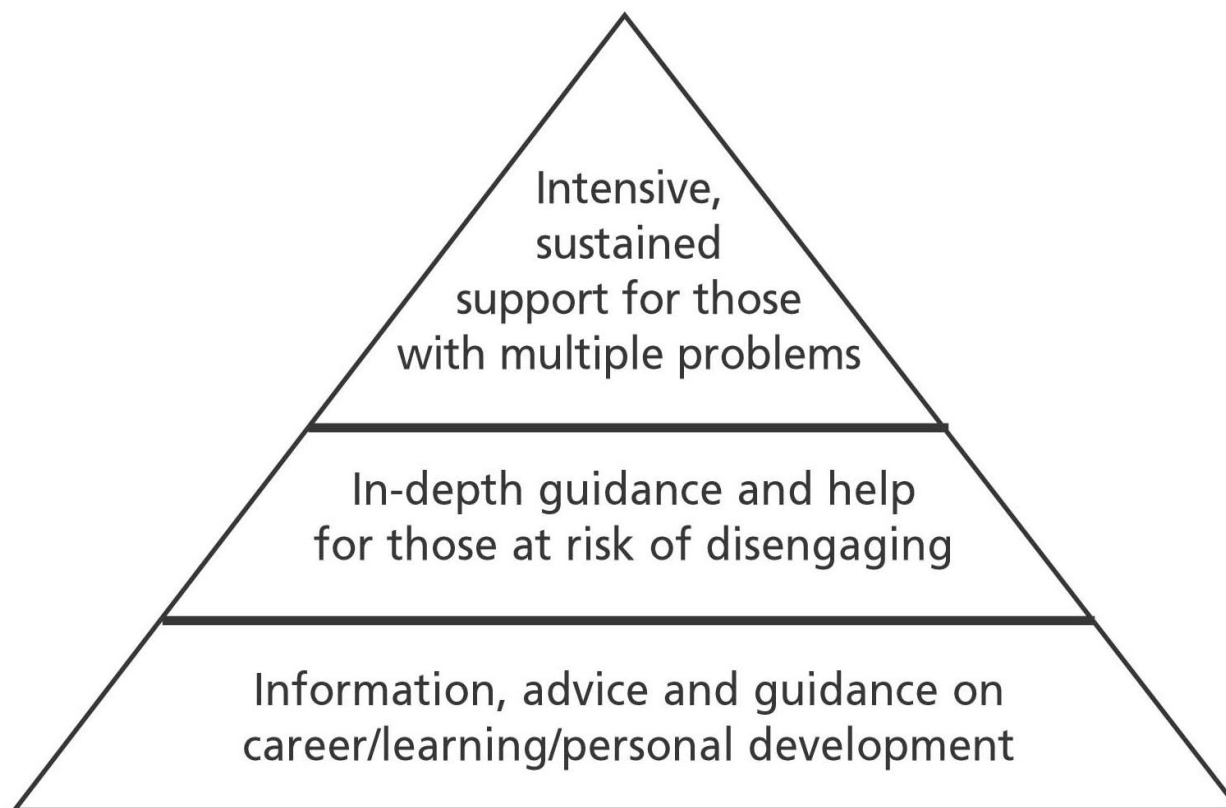 Intensive,
sustained
support for those
with multiple problems
In-depth guidance and help
for those at risk of disengaging
Information, advice and guidance on
career/learning/personal development